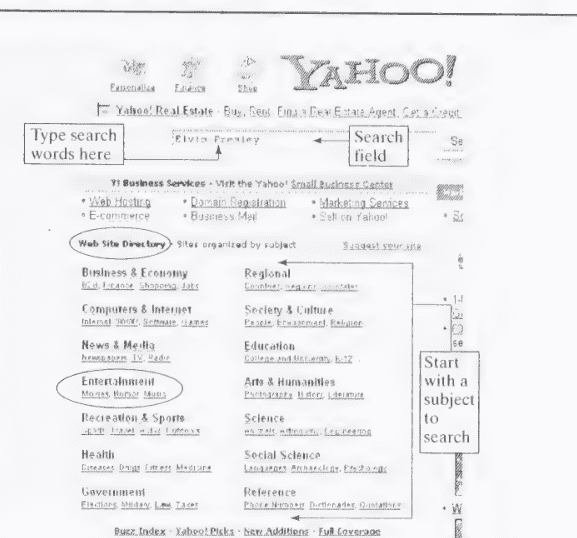 Personalize Finance Shop YAHOO!
Yahoo! Real Estate - Buy, Rent, Find a Real Estate Agent, Get a Credit
Type search words here
Elvis Presley
Search field
Se
Y! Business Services - Visit the Yahoo! Small Business Center
• Web Hosting • Domain Registration • Marketing Services
• E-commerce • Business Mail • Sell on Yahoo!
Web Site Directory - Sites organized by subject Suggest your site
Business & Economy Regional
B2B, Finance, Shopping, Jobs Countries, Regions, US States
Computers & Internet Society & Culture
Internet, WWW, Software, Games People, Environment, Religion
News & Media Education
Newspapers, TV, Radio College and University, K-12
Entertainment Arts & Humanities
Movies, Humor, Music Photography, History, Literature
Recreation & Sports Science
Sports, Travel, Autos, Outdoors Animals, Astronomy, Engineering
Health Social Science
Diseases, Drugs, Fitness, Medicine Languages, Archaeology, Psychology
Government Reference
Elections, Military, Law, Taxes Phone Numbers, Dictionaries, Quotations
Start with a subject to search
Buzz Index - Yahoo! Picks - New Additions - Full Coverage